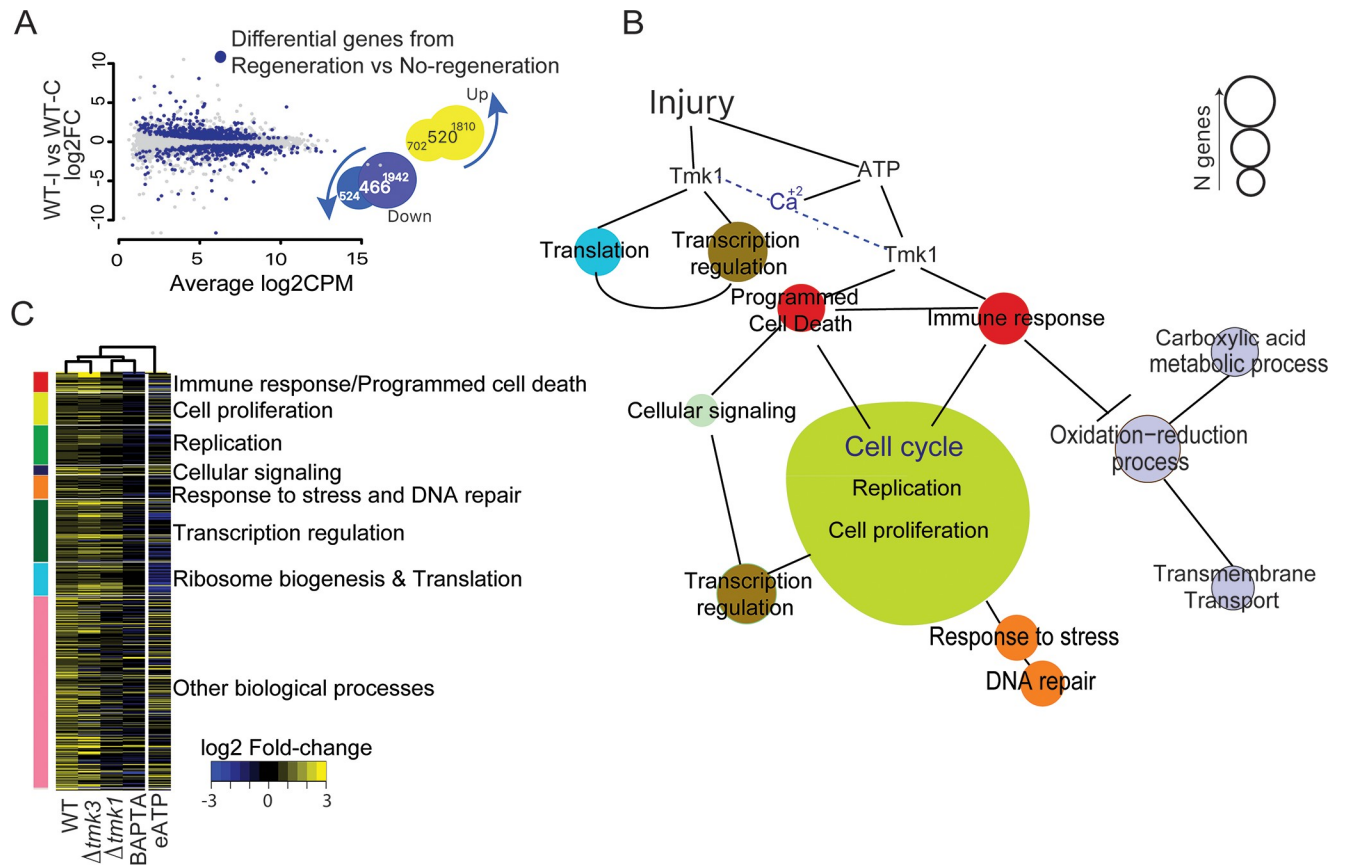 A
Differential genes from
Regeneration vs No-regeneration
WT-I vs WT-C
log2FC
10
5
0
-5
-10
0
5
10
15
Average log2CPM
Up
702
520
1810
524
466
1942
Down
B
Injury
Tmk1
ATP
Ca+2
Tmk1
Translation
Transcription
regulation
Programmed
Cell Death
Immune response
Cellular signaling
Cell cycle
Replication
Cell proliferation
Transcription
regulation
Response to stress
DNA repair
Carboxylic acid
metabolic process
Oxidation−reduction
process
Transmembrane
Transport
N genes
C
Immune response/Programmed cell death
Cell proliferation
Replication
Cellular signaling
Response to stress and DNA repair
Transcription regulation
Ribosome biogenesis & Translation
Other biological processes
log2 Fold-change
-3
0
3
WT
Δtmk3
Δtmk1
BAPTA
eATP